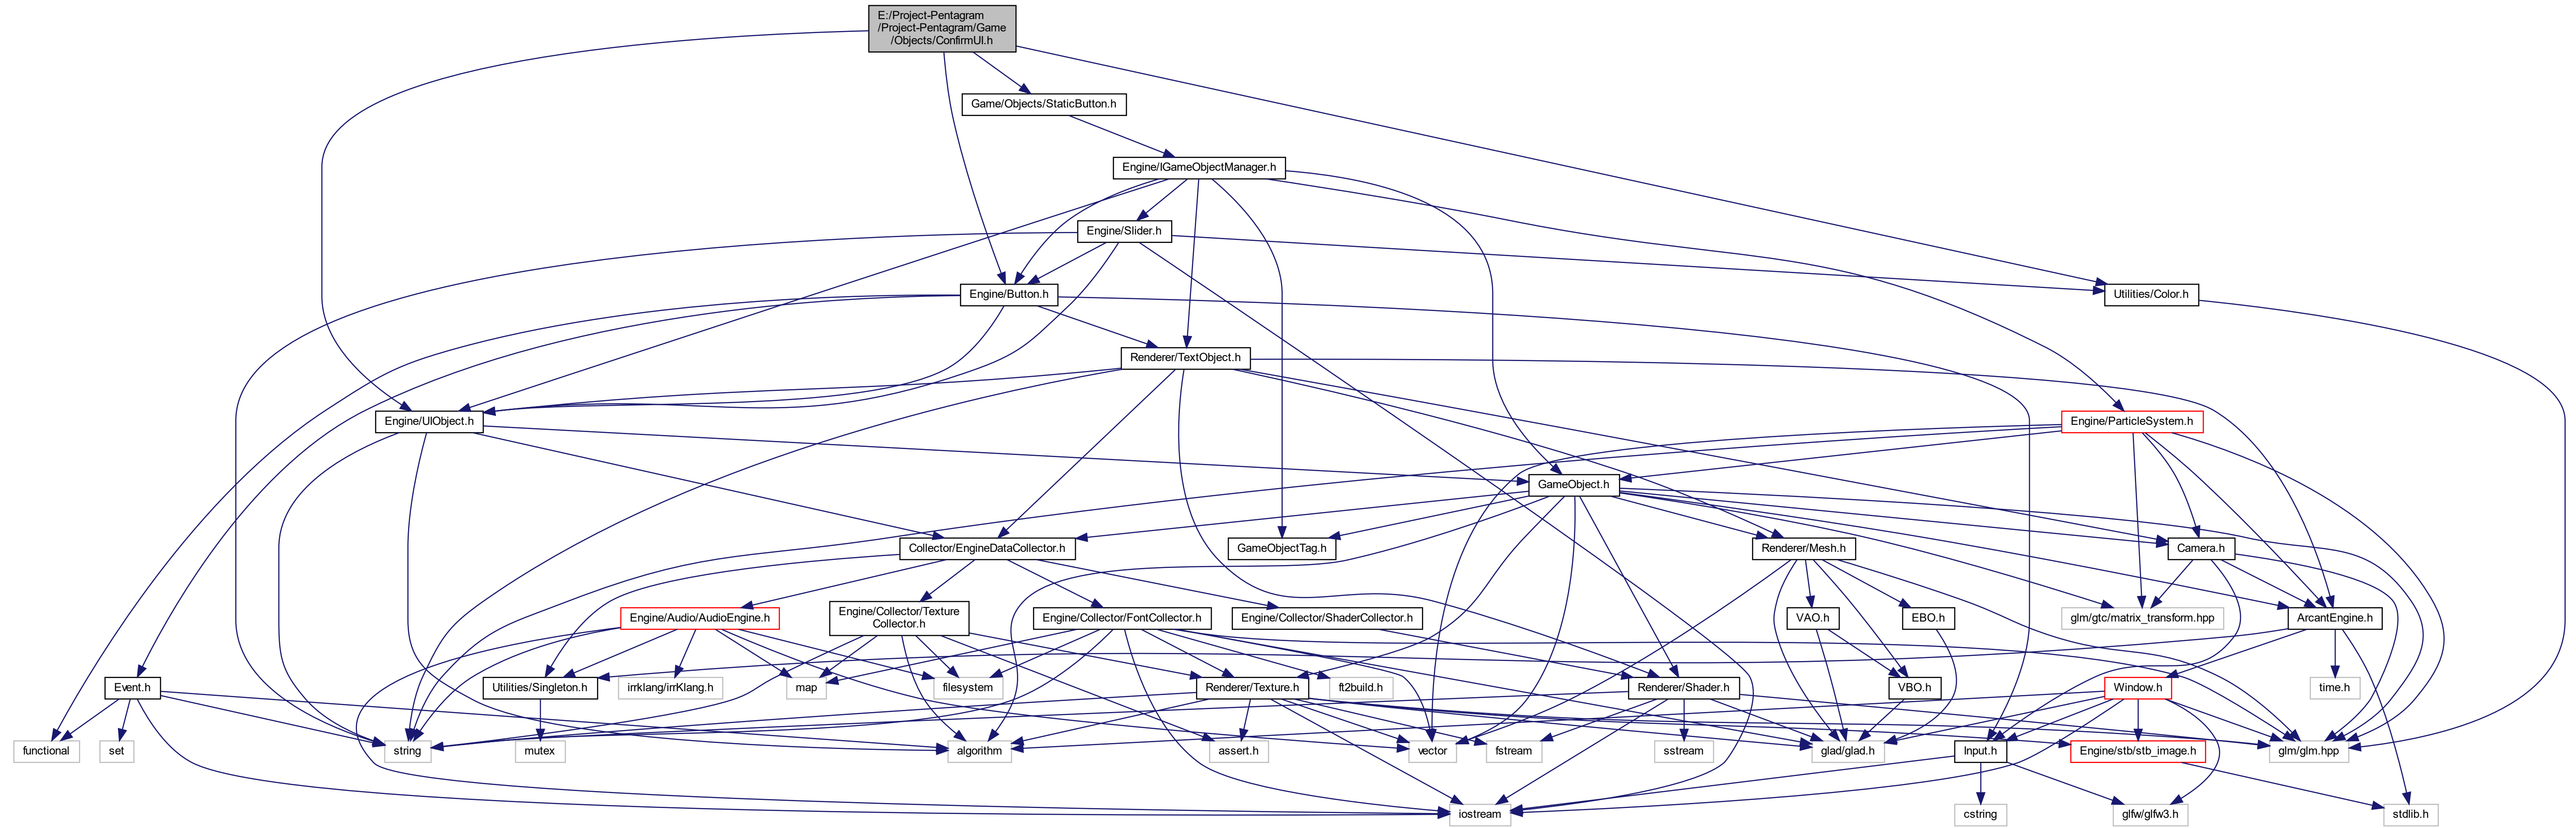 E:/Project-Pentagram
/Project-Pentagram/Game
/Objects/ConfirmUI.h
Game/Objects/StaticButton.h
Engine/IGameObjectManager.h
Engine/Slider.h
Engine/Button.h
Utilities/Color.h
Renderer/TextObject.h
Engine/UIObject.h
Engine/ParticleSystem.h
GameObject.h
Collector/EngineDataCollector.h
GameObjectTag.h
Renderer/Mesh.h
Camera.h
Engine/Audio/AudioEngine.h
Engine/Collector/Texture
Collector.h
Engine/Collector/FontCollector.h
Engine/Collector/ShaderCollector.h
VAO.h
EBO.h
glm/gtc/matrix_transform.hpp
ArcantEngine.h
Event.h
Utilities/Singleton.h
irrklang/irrKlang.h
map
filesystem
Renderer/Texture.h
ft2build.h
Renderer/Shader.h
VBO.h
Window.h
time.h
functional
set
string
mutex
algorithm
assert.h
vector
fstream
sstream
glad/glad.h
Input.h
Engine/stb/stb_image.h
glm/glm.hpp
iostream
cstring
glfw/glfw3.h
stdlib.h